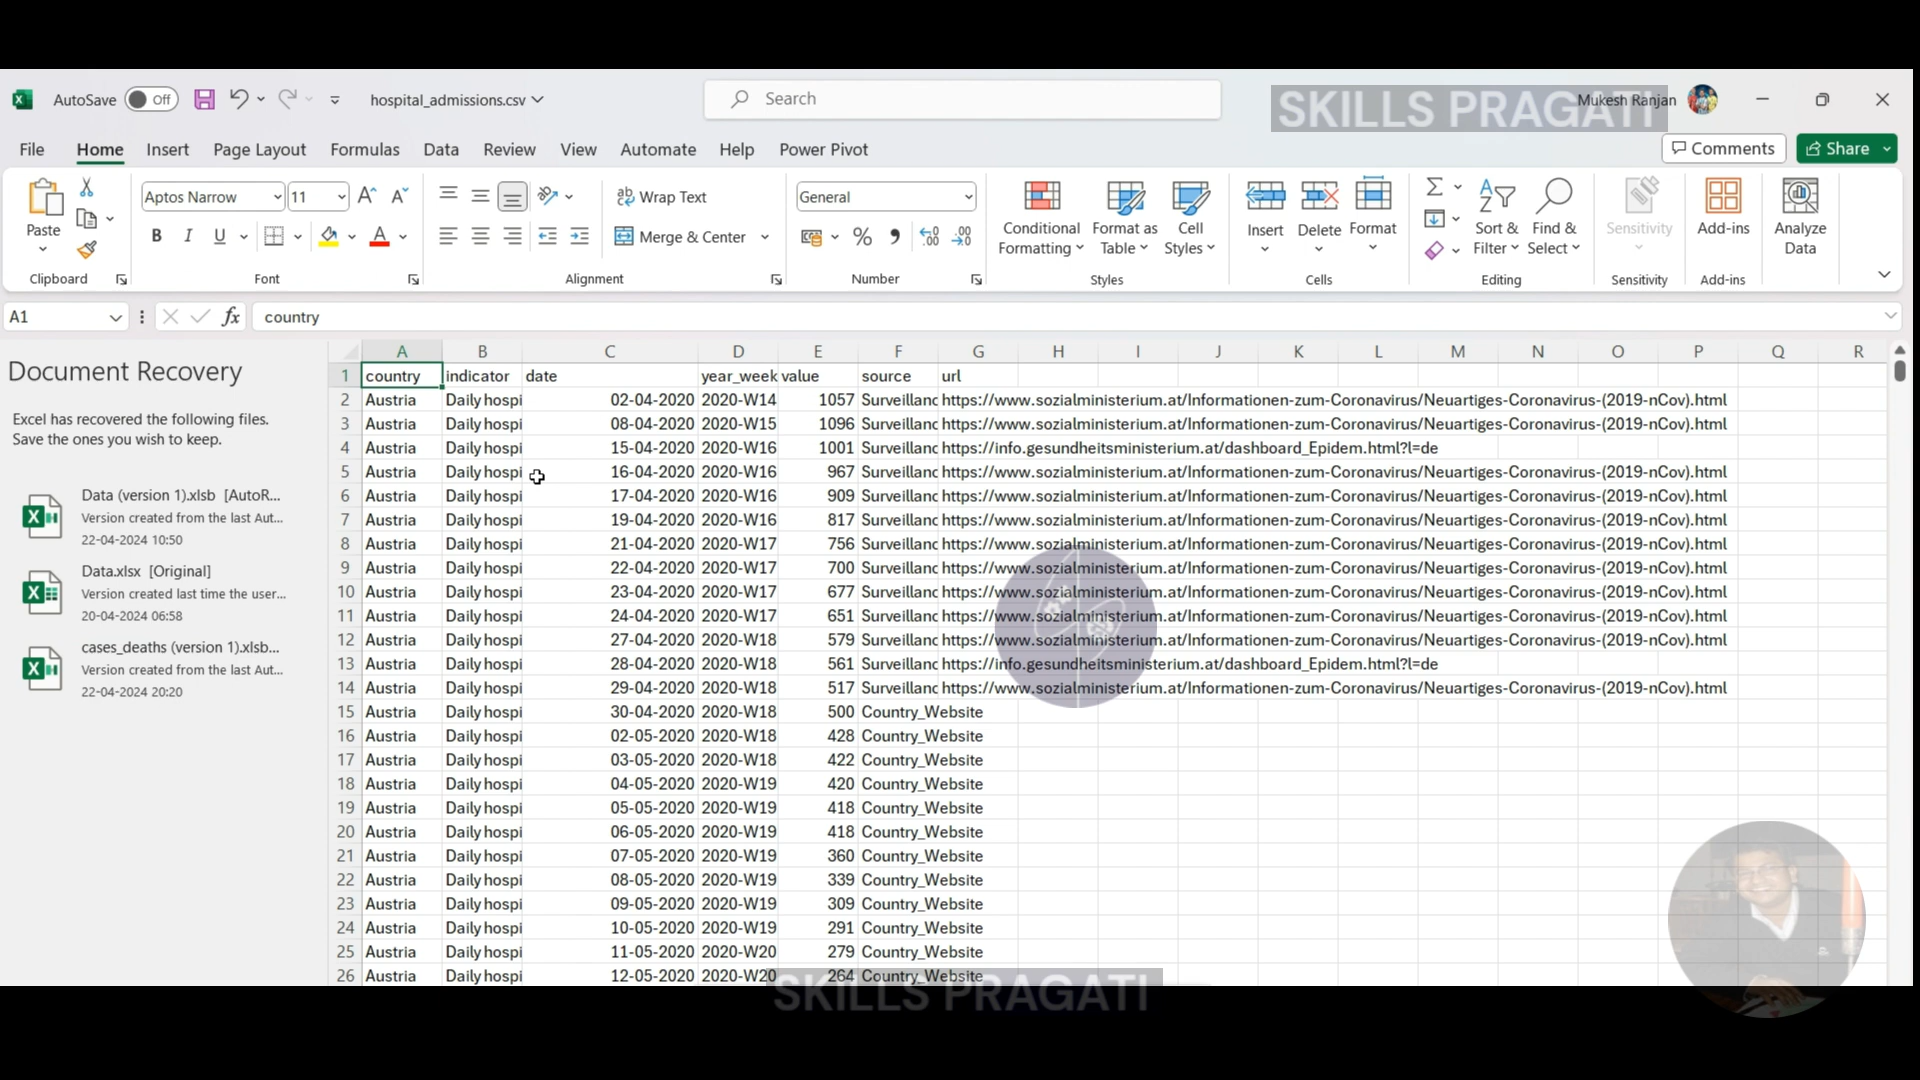 AutoSave Off hospital_admissions.csv Search SKILLS PRAGATI Mukesh Ranjan
File Home Insert Page Layout Formulas Data Review View Automate Help Power Pivot Comments Share
Paste Aptos Narrow 11 Wrap Text General Conditional Formatting Format as Table Cell Styles Insert Delete Format Sort & Filter Find & Select Sensitivity Add-ins Analyze Data
B I U Merge & Center
Clipboard Font Alignment Number Styles Cells Editing Sensitivity Add-ins
A1 fx country
Document Recovery
Excel has recovered the following files.
Save the ones you wish to keep.
Data (version 1).xlsb [AutoR...
Version created from the last Aut...
22-04-2024 10:50
Data.xlsx [Original]
Version created last time the user...
20-04-2024 06:58
cases_deaths (version 1).xlsb...
Version created from the last Aut...
22-04-2024 20:20
A B C D E F G H I J K L M N O P Q R
1 country indicator date year_week value source url
2 Austria Daily hospi 02-04-2020 2020-W14 1057 Surveillanc https://www.sozialministerium.at/Informationen-zum-Coronavirus/Neuartiges-Coronavirus-(2019-nCov).html
3 Austria Daily hospi 08-04-2020 2020-W15 1096 Surveillanc https://www.sozialministerium.at/Informationen-zum-Coronavirus/Neuartiges-Coronavirus-(2019-nCov).html
4 Austria Daily hospi 15-04-2020 2020-W16 1001 Surveillanc https://info.gesundheitsministerium.at/dashboard_Epidem.html?l=de
5 Austria Daily hospi 16-04-2020 2020-W16 967 Surveillanc https://www.sozialministerium.at/Informationen-zum-Coronavirus/Neuartiges-Coronavirus-(2019-nCov).html
6 Austria Daily hospi 17-04-2020 2020-W16 909 Surveillanc https://www.sozialministerium.at/Informationen-zum-Coronavirus/Neuartiges-Coronavirus-(2019-nCov).html
7 Austria Daily hospi 19-04-2020 2020-W16 817 Surveillanc https://www.sozialministerium.at/Informationen-zum-Coronavirus/Neuartiges-Coronavirus-(2019-nCov).html
8 Austria Daily hospi 21-04-2020 2020-W17 756 Surveillanc https://www.sozialministerium.at/Informationen-zum-Coronavirus/Neuartiges-Coronavirus-(2019-nCov).html
9 Austria Daily hospi 22-04-2020 2020-W17 700 Surveillanc https://www.sozialministerium.at/Informationen-zum-Coronavirus/Neuartiges-Coronavirus-(2019-nCov).html
10 Austria Daily hospi 23-04-2020 2020-W17 677 Surveillanc https://www.sozialministerium.at/Informationen-zum-Coronavirus/Neuartiges-Coronavirus-(2019-nCov).html
11 Austria Daily hospi 24-04-2020 2020-W17 651 Surveillanc https://www.sozialministerium.at/Informationen-zum-Coronavirus/Neuartiges-Coronavirus-(2019-nCov).html
12 Austria Daily hospi 27-04-2020 2020-W18 579 Surveillanc https://www.sozialministerium.at/Informationen-zum-Coronavirus/Neuartiges-Coronavirus-(2019-nCov).html
13 Austria Daily hospi 28-04-2020 2020-W18 561 Surveillanc https://info.gesundheitsministerium.at/dashboard_Epidem.html?l=de
14 Austria Daily hospi 29-04-2020 2020-W18 517 Surveillanc https://www.sozialministerium.at/Informationen-zum-Coronavirus/Neuartiges-Coronavirus-(2019-nCov).html
15 Austria Daily hospi 30-04-2020 2020-W18 500 Country_Website
16 Austria Daily hospi 02-05-2020 2020-W18 428 Country_Website
17 Austria Daily hospi 03-05-2020 2020-W18 422 Country_Website
18 Austria Daily hospi 04-05-2020 2020-W19 420 Country_Website
19 Austria Daily hospi 05-05-2020 2020-W19 418 Country_Website
20 Austria Daily hospi 06-05-2020 2020-W19 418 Country_Website
21 Austria Daily hospi 07-05-2020 2020-W19 360 Country_Website
22 Austria Daily hospi 08-05-2020 2020-W19 339 Country_Website
23 Austria Daily hospi 09-05-2020 2020-W19 309 Country_Website
24 Austria Daily hospi 10-05-2020 2020-W19 291 Country_Website
25 Austria Daily hospi 11-05-2020 2020-W20 279 Country_Website
26 Austria Daily hospi 12-05-2020 2020-W20 264 Country_Website
SKILLS PRAGATI